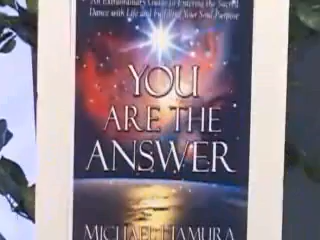 An Extraordinary Guide to Entering the Sacred
Dance with Life and Fulfilling Your Soul Purpose
YOU
ARE THE
ANSWER
MICHAEL J TAMURA